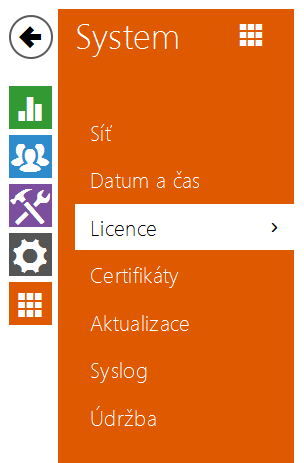 System
Síť
Datum a čas
Licence
Certifikáty
Aktualizace
Syslog
Údržba